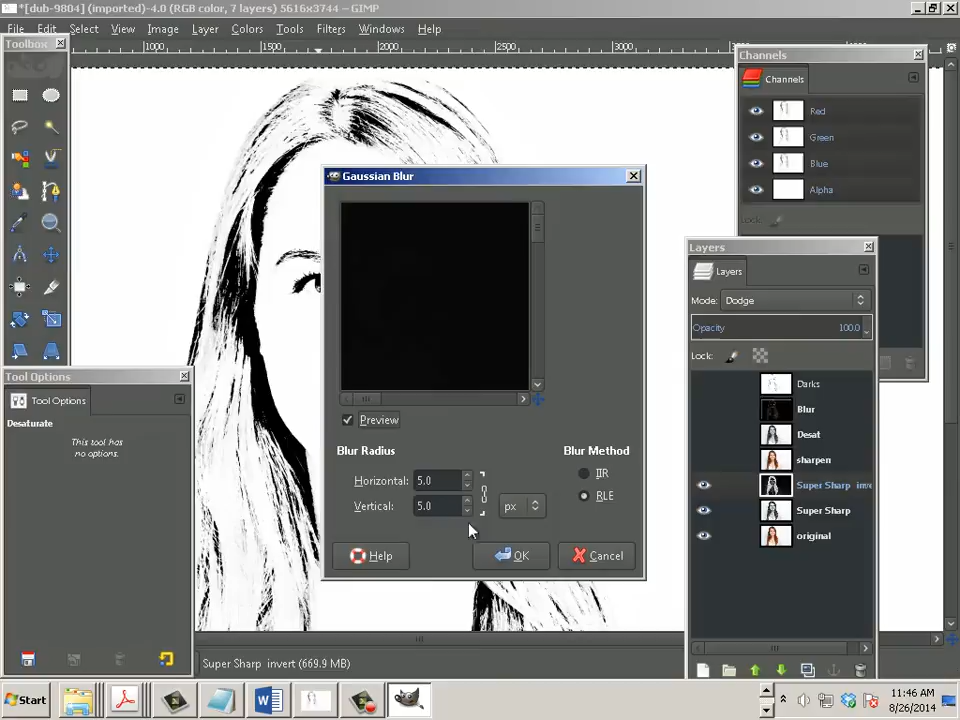 *[dub-9804] (imported)-4.0 (RGB color, 7 layers) 5616x3744 – GIMP
File Edit Select View Image Layer Colors Tools Filters Windows Help
Toolbox
1000 1500 2000 2500 3000
Channels
Channels
Red
Green
Blue
Alpha
Lock:
Gaussian Blur
Preview
Blur Radius
Horizontal: 5.0
Vertical: 5.0
px
Blur Method
IIR
RLE
Help
OK
Cancel
Layers
Layers
Mode: Dodge
Opacity 100.0
Lock:
Darks
Blur
Desat
sharpen
Super Sharp inve
Super Sharp
original
Tool Options
Tool Options
Desaturate
This tool has
no options.
Super Sharp invert (669.9 MB)
Start
11:46 AM
8/26/2014